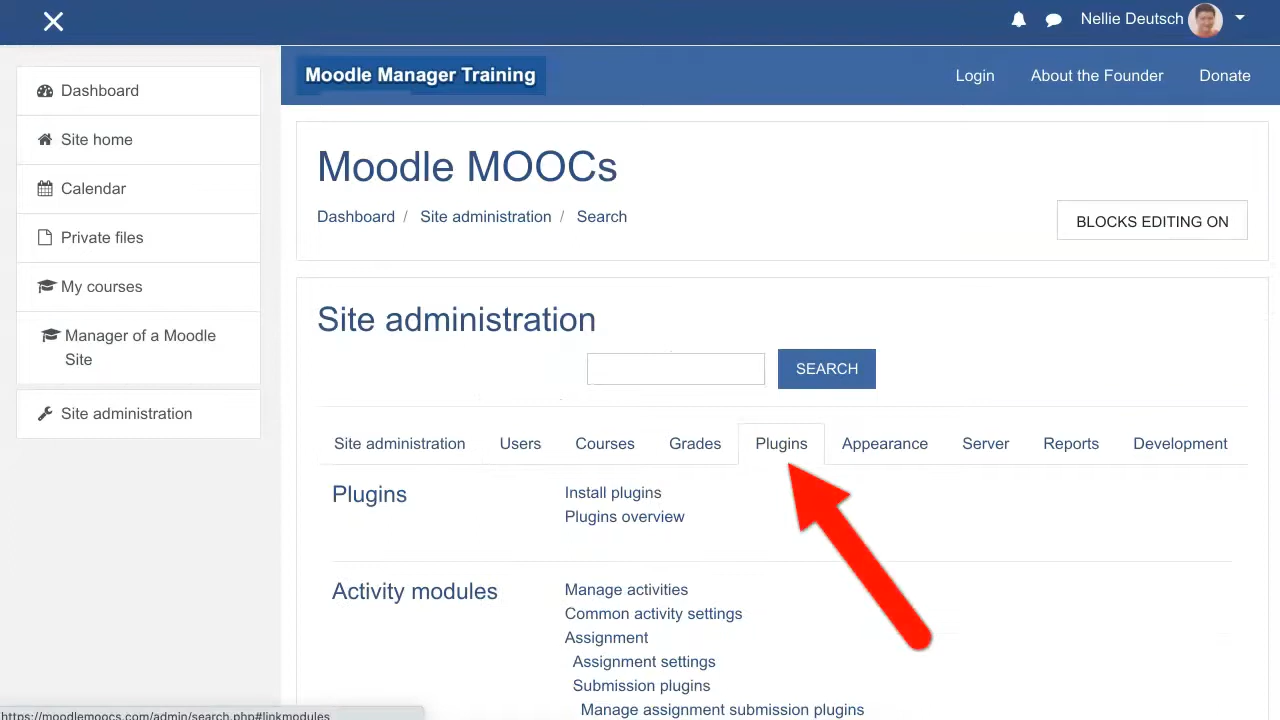 Nellie Deutsch
Dashboard
Site home
Calendar
Private files
My courses
Manager of a Moodle
Site
Site administration
Moodle Manager Training
Login
About the Founder
Donate
Moodle MOOCs
Dashboard / Site administration / Search
BLOCKS EDITING ON
Site administration
SEARCH
Site administration
Users
Courses
Grades
Plugins
Appearance
Server
Reports
Development
Plugins
Install plugins
Plugins overview
Activity modules
Manage activities
Common activity settings
Assignment
Assignment settings
Submission plugins
Manage assignment submission plugins
https://moodlemoocs.com/admin/search.php#linkmodules